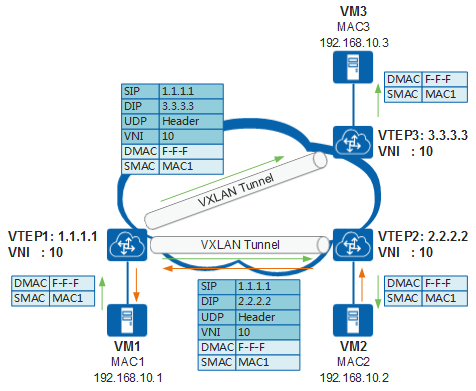 VM3
MAC3
192.168.10.3
DMAC F-F-F
SMAC MAC1
SIP 1.1.1.1
DIP 3.3.3.3
UDP Header
VNI 10
DMAC F-F-F
SMAC MAC1
VTEP3: 3.3.3.3
VNI : 10
VXLAN Tunnel
VTEP1: 1.1.1.1
VNI : 10
VXLAN Tunnel
VTEP2: 2.2.2.2
VNI : 10
DMAC F-F-F
SMAC MAC1
SIP 1.1.1.1
DIP 2.2.2.2
UDP Header
VNI 10
DMAC F-F-F
SMAC MAC1
DMAC F-F-F
SMAC MAC1
VM1
MAC1
192.168.10.1
VM2
MAC2
192.168.10.2